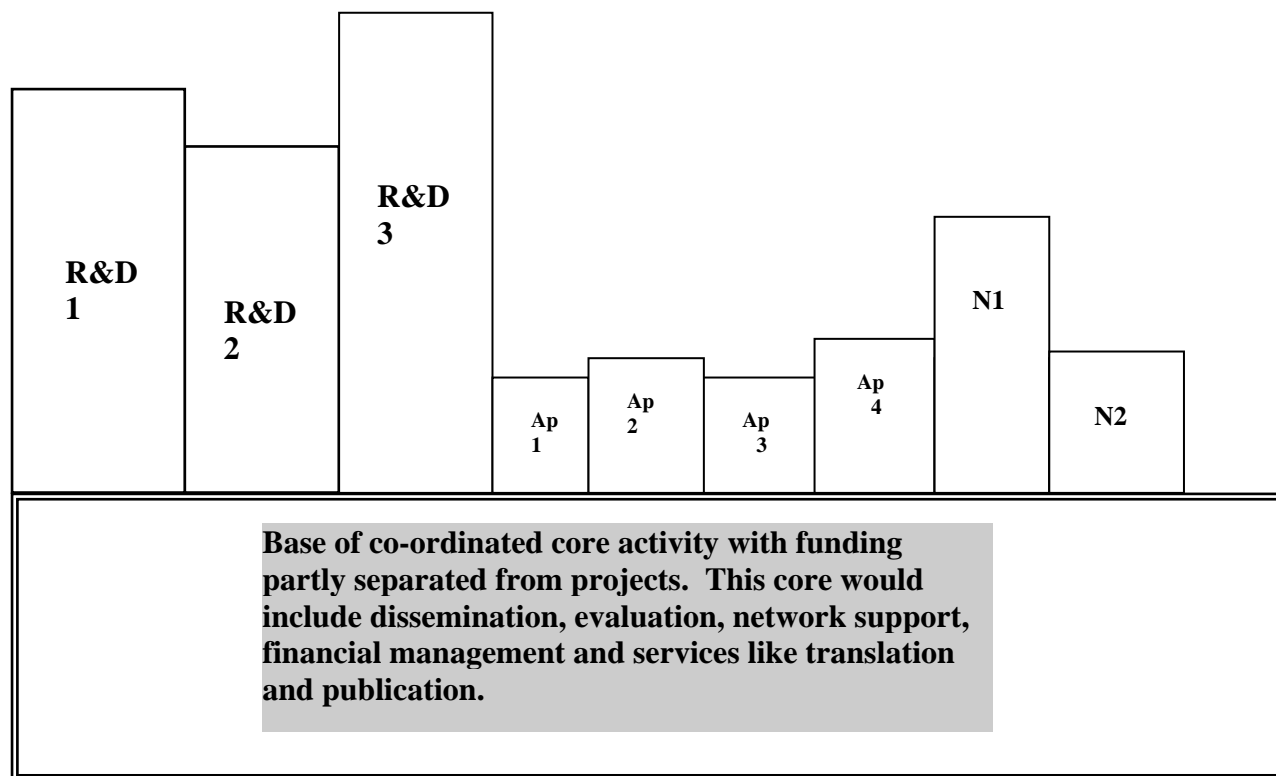 R&D
1
R&D
2
R&D
3
Ap
1
Ap
2
Ap
3
Ap
4
N1
N2
Base of co-ordinated core activity with funding
partly separated from projects.  This core would
include dissemination, evaluation, network support,
financial management and services like translation
and publication.